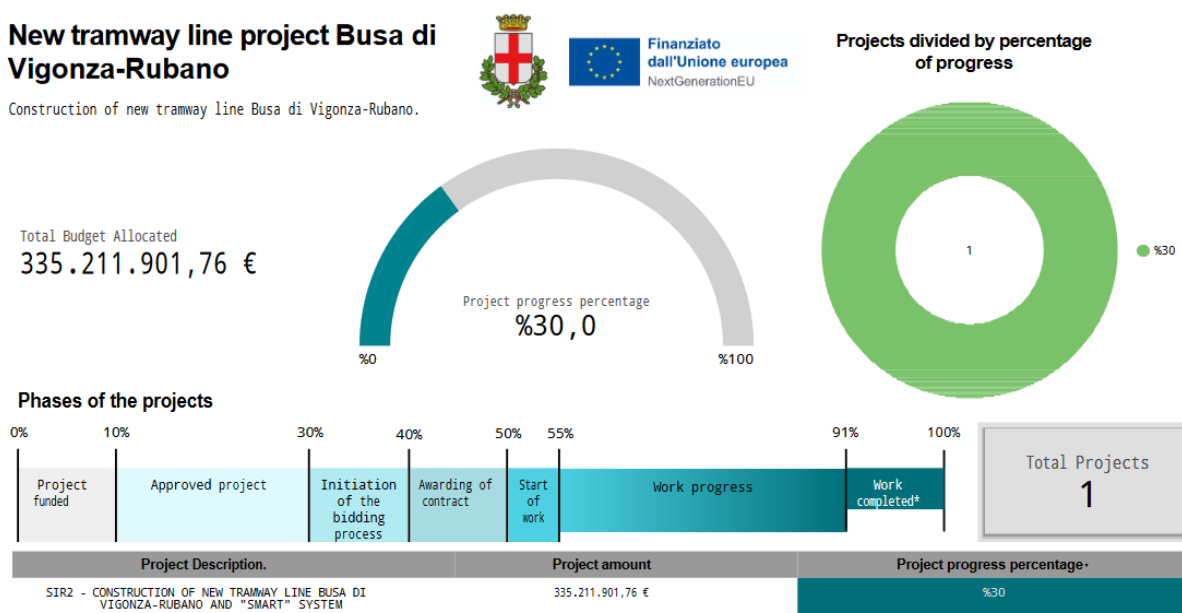 New tramway line project Busa di
Vigonza-Rubano
Construction of new tramway line Busa di Vigonza-Rubano.
Finanziato
dall'Unione europea
NextGenerationEU
Projects divided by percentage
of progress
Total Budget Allocated
335.211.901,76 €
Project progress percentage
%30,0
%0
%100
1
%30
Phases of the projects
0%
10%
30%
40%
50%
55%
91%
100%
Project
funded
Approved project
Initiation
of the
bidding
process
Awarding of
contract
Start
of
work
Work progress
Work
completed*
Total Projects
1
Project Description.
Project amount
Project progress percentage·
SIR2 - CONSTRUCTION OF NEW TRAMWAY LINE BUSA DI
VIGONZA-RUBANO AND "SMART" SYSTEM
335.211.901,76 €
%30